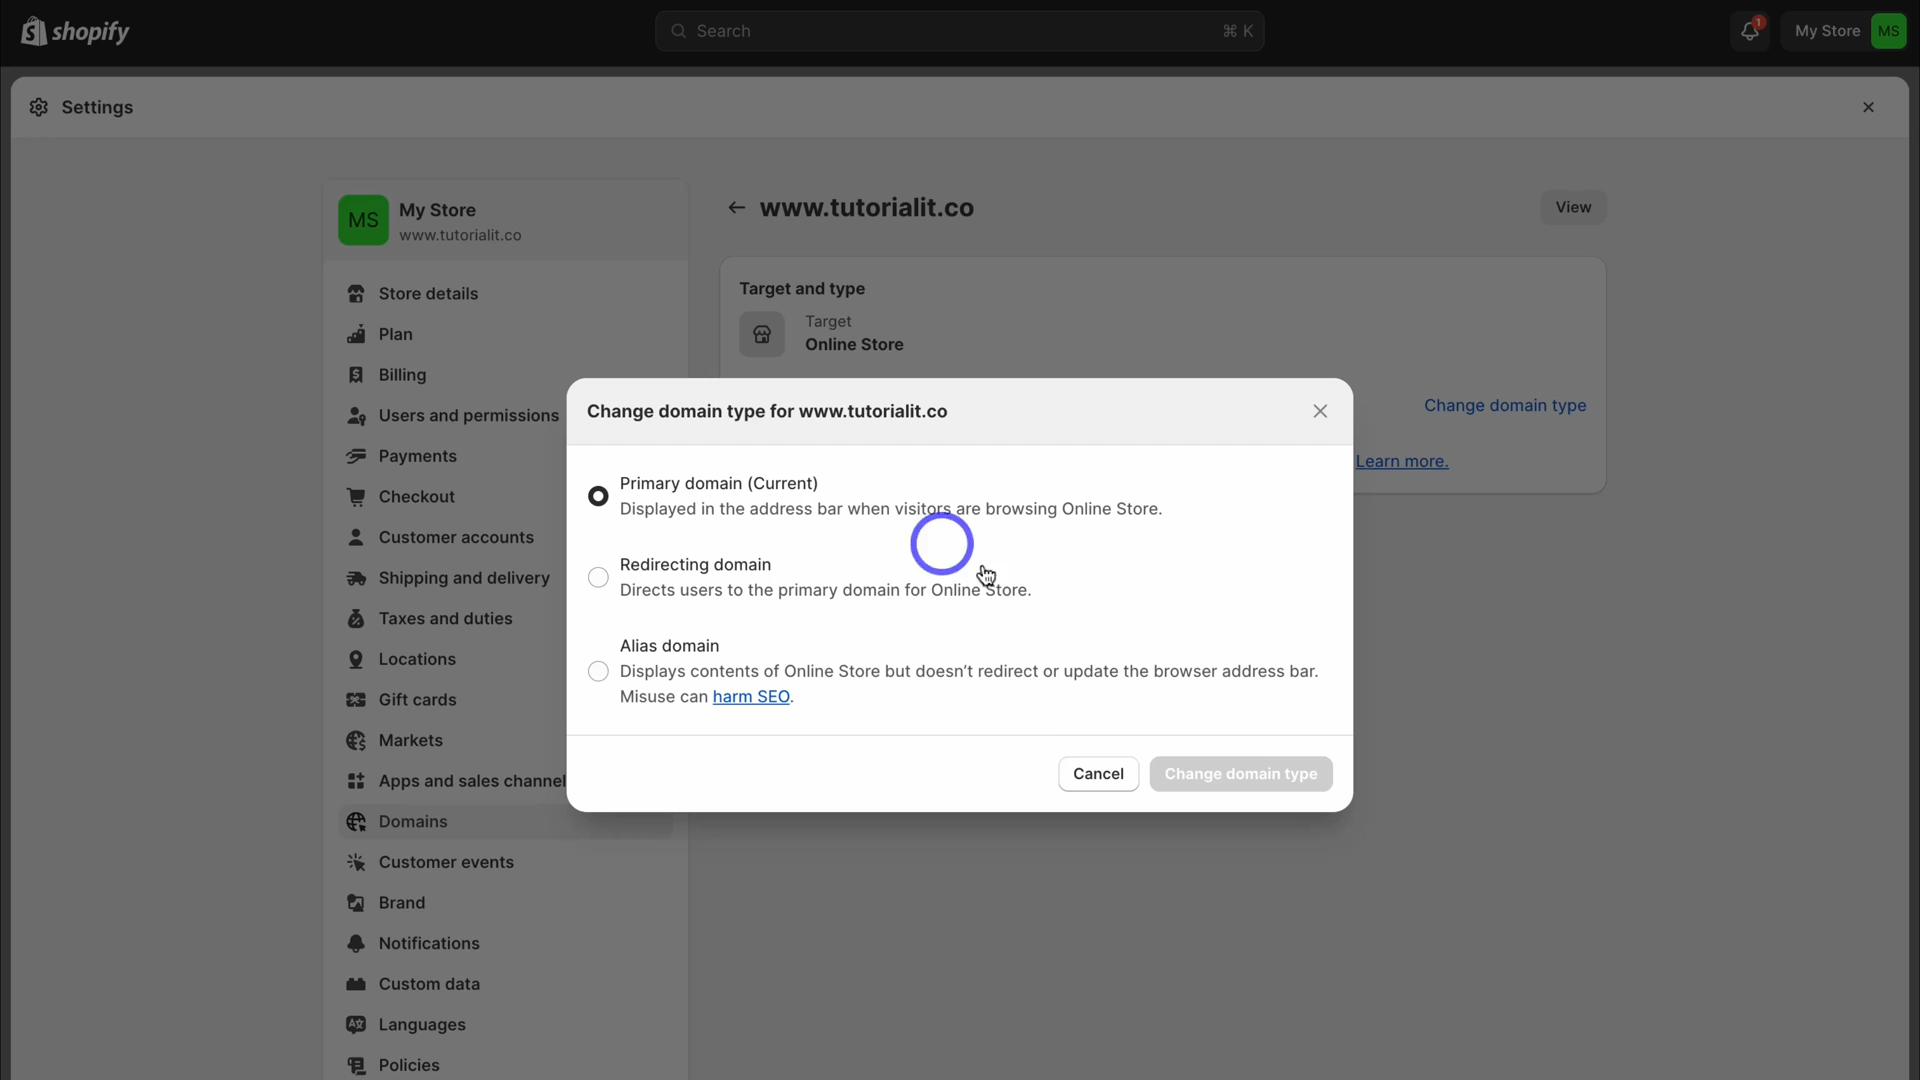 shopify
Search
⌘ K
1
My Store
MS
Settings
MS
My Store
www.tutorialit.co
Store details
Plan
Billing
Users and permissions
Payments
Checkout
Customer accounts
Shipping and delivery
Taxes and duties
Locations
Gift cards
Markets
Apps and sales channel
Domains
Customer events
Brand
Notifications
Custom data
Languages
Policies
www.tutorialit.co
View
Target and type
Target
Online Store
Change domain type
Learn more.
Change domain type for www.tutorialit.co
Primary domain (Current)
Displayed in the address bar when visitors are browsing Online Store.
Redirecting domain
Directs users to the primary domain for Online Store.
Alias domain
Displays contents of Online Store but doesn’t redirect or update the browser address bar.
Misuse can harm SEO.
Cancel
Change domain type